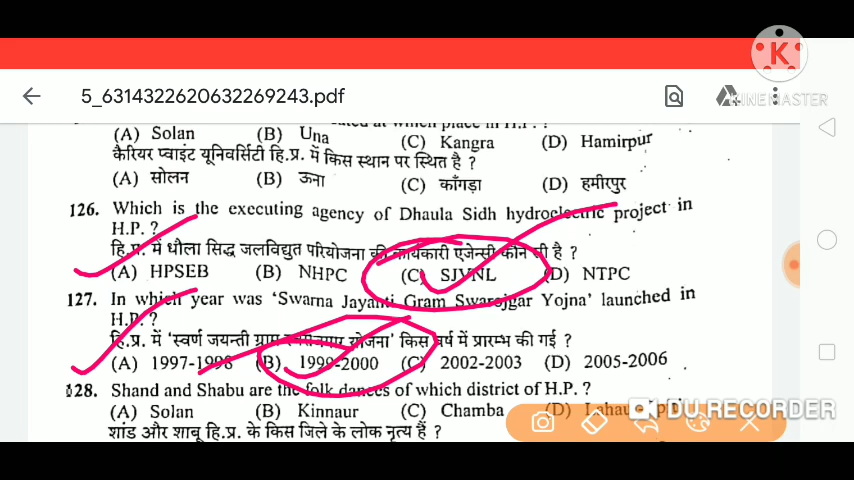 K
KINEMASTER
5_6314322620632269243.pdf
at which place in H.P. ?
(A) Solan (B) Una (C) Kangra (D) Hamirpur
कैरियर प्वाइंट यूनिवर्सिटी हि.प्र. में किस स्थान पर स्थित है ?
(A) सोलन (B) ऊना (C) काँगड़ा (D) हमीरपुर
126. Which is the executing agency of Dhaula Sidh hydroelectric project in
H.P. ?
हि.प्र. में धौला सिद्ध जलविद्युत परियोजना की कार्यकारी एजेन्सी कौन सी है ?
(A) HPSEB (B) NHPC (C) SJVNL (D) NTPC
127. In which year was 'Swarna Jayanti Gram Swarojgar Yojna' launched in
H.P. ?
हि.प्र. में 'स्वर्ण जयन्ती ग्राम स्वरोजगार योजना' किस वर्ष में प्रारम्भ की गई ?
(A) 1997-1998 (B) 1999-2000 (C) 2002-2003 (D) 2005-2006
128. Shand and Shabu are the folk dances of which district of H.P. ?
(A) Solan (B) Kinnaur (C) Chamba (D)
DU RECORDER
शांड और शाबू हि.प्र. के किस जिले के लोक नृत्य हैं ?